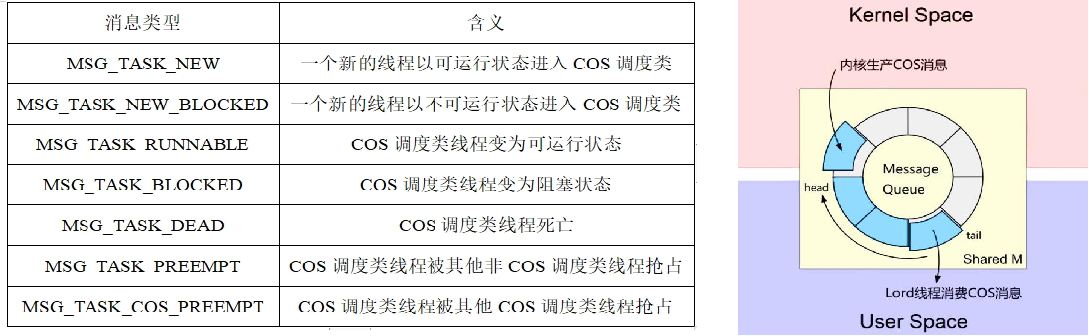 消息类型 含义
MSG_TASK_NEW 一个新的线程以可运行状态进入 COS 调度类
MSG_TASK_NEW_BLOCKED 一个新的线程以不可运行状态进入 COS 调度类
MSG_TASK_RUNNABLE COS 调度类线程变为可运行状态
MSG_TASK_BLOCKED COS 调度类线程变为阻塞状态
MSG_TASK_DEAD COS 调度类线程死亡
MSG_TASK_PREEMPT COS 调度类线程被其他非 COS 调度类线程抢占
MSG_TASK_COS_PREEMPT COS 调度类线程被其他 COS 调度类线程抢占
Kernel Space
内核生产COS消息
Message
Queue
head
tail
Shared M
Lord线程消费COS消息
User Space